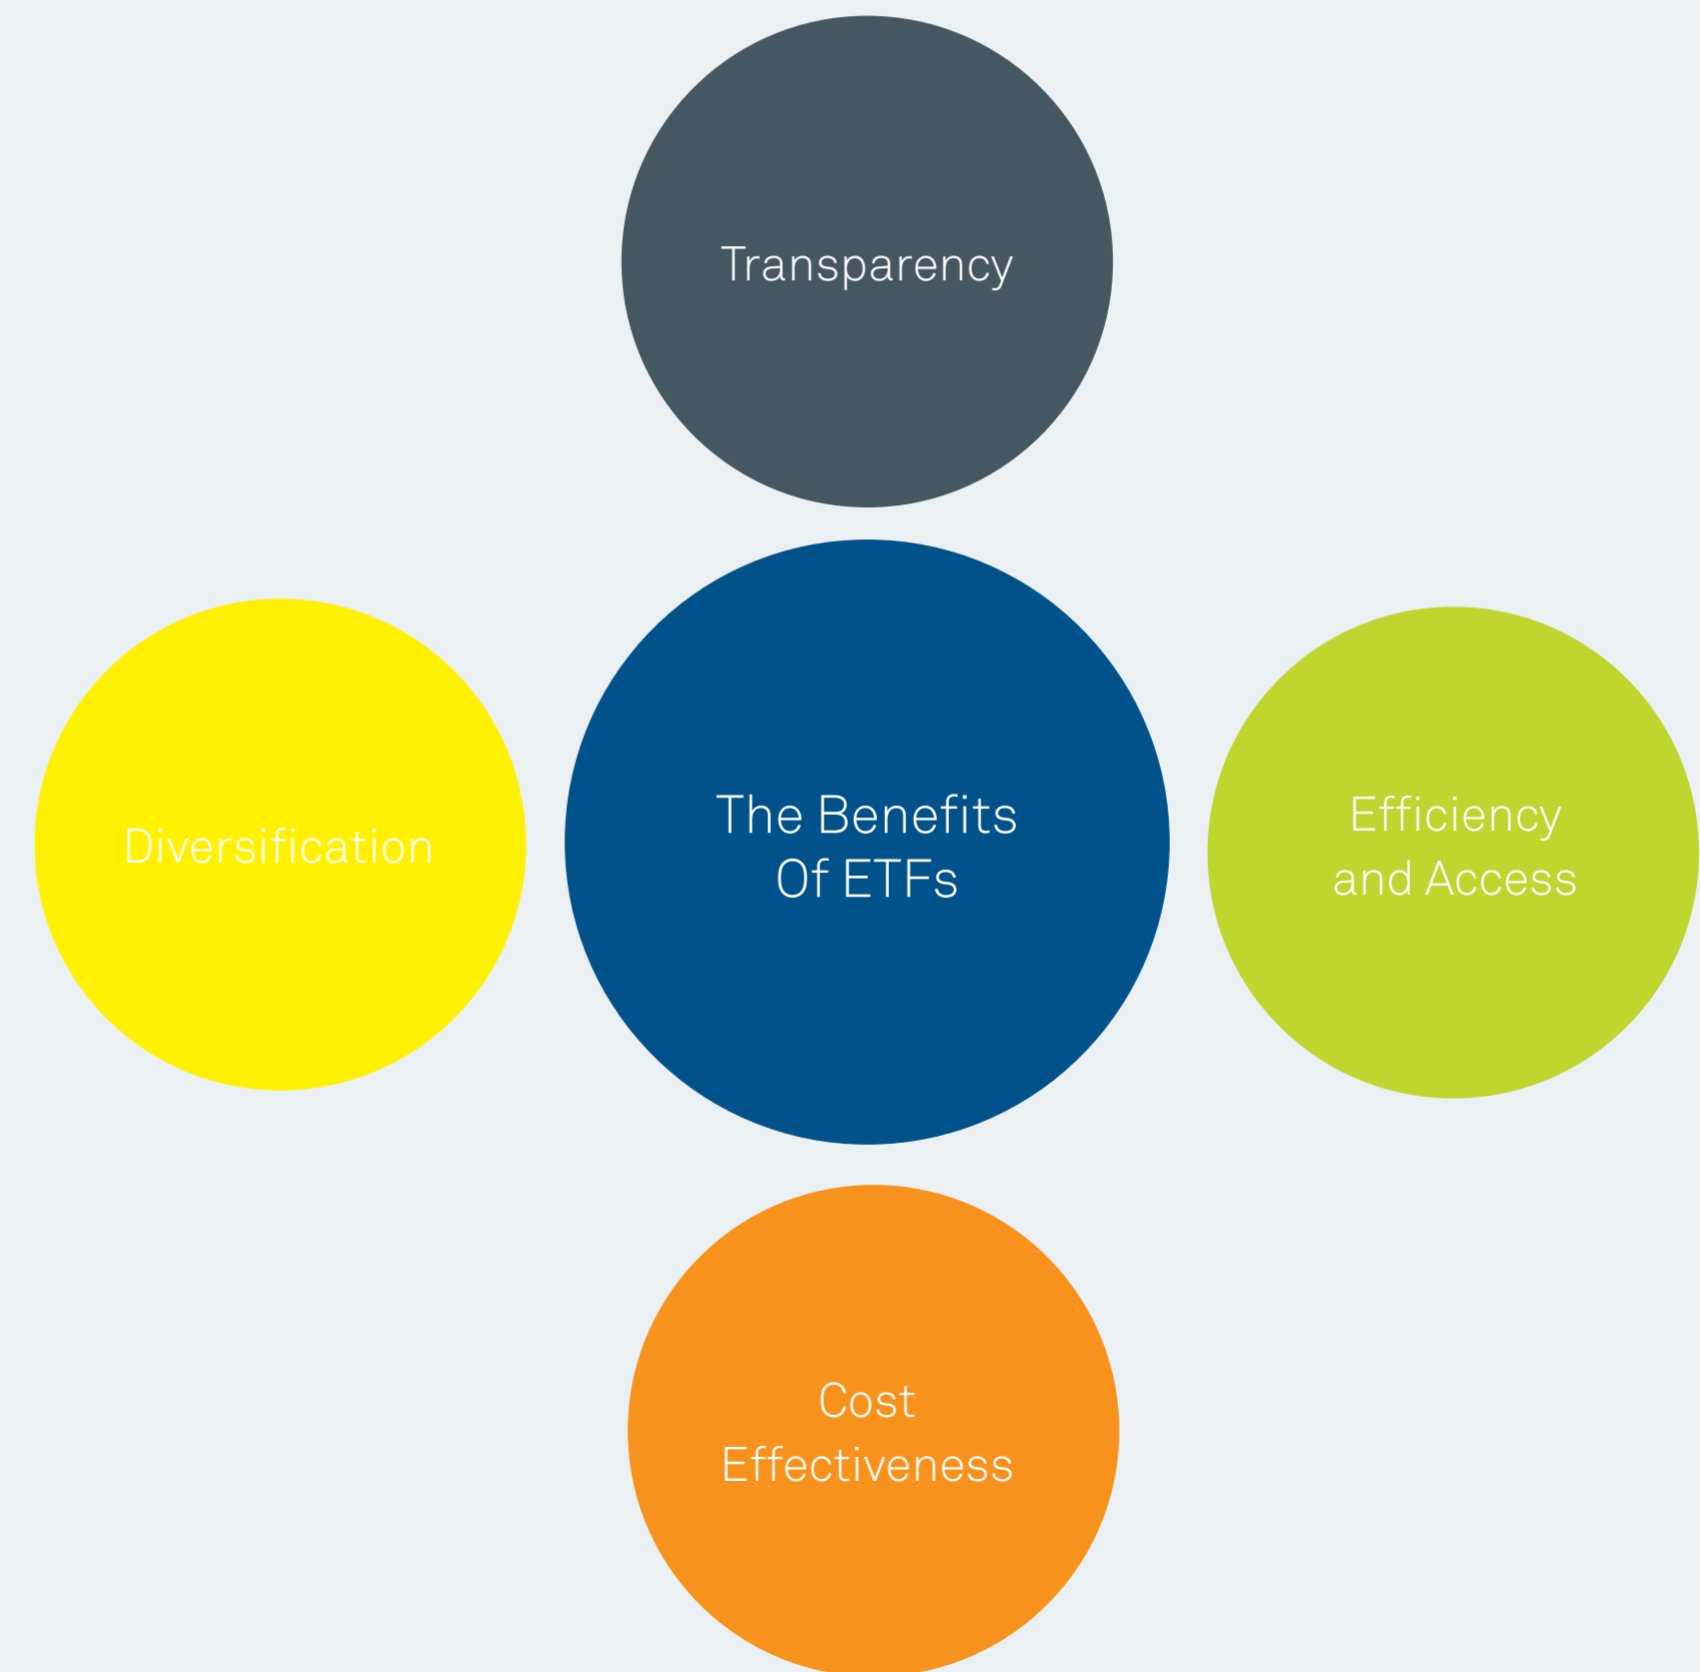 Transparency
The Benefits
Of ETFs
Diversification
Efficiency
and Access
Cost
Effectiveness